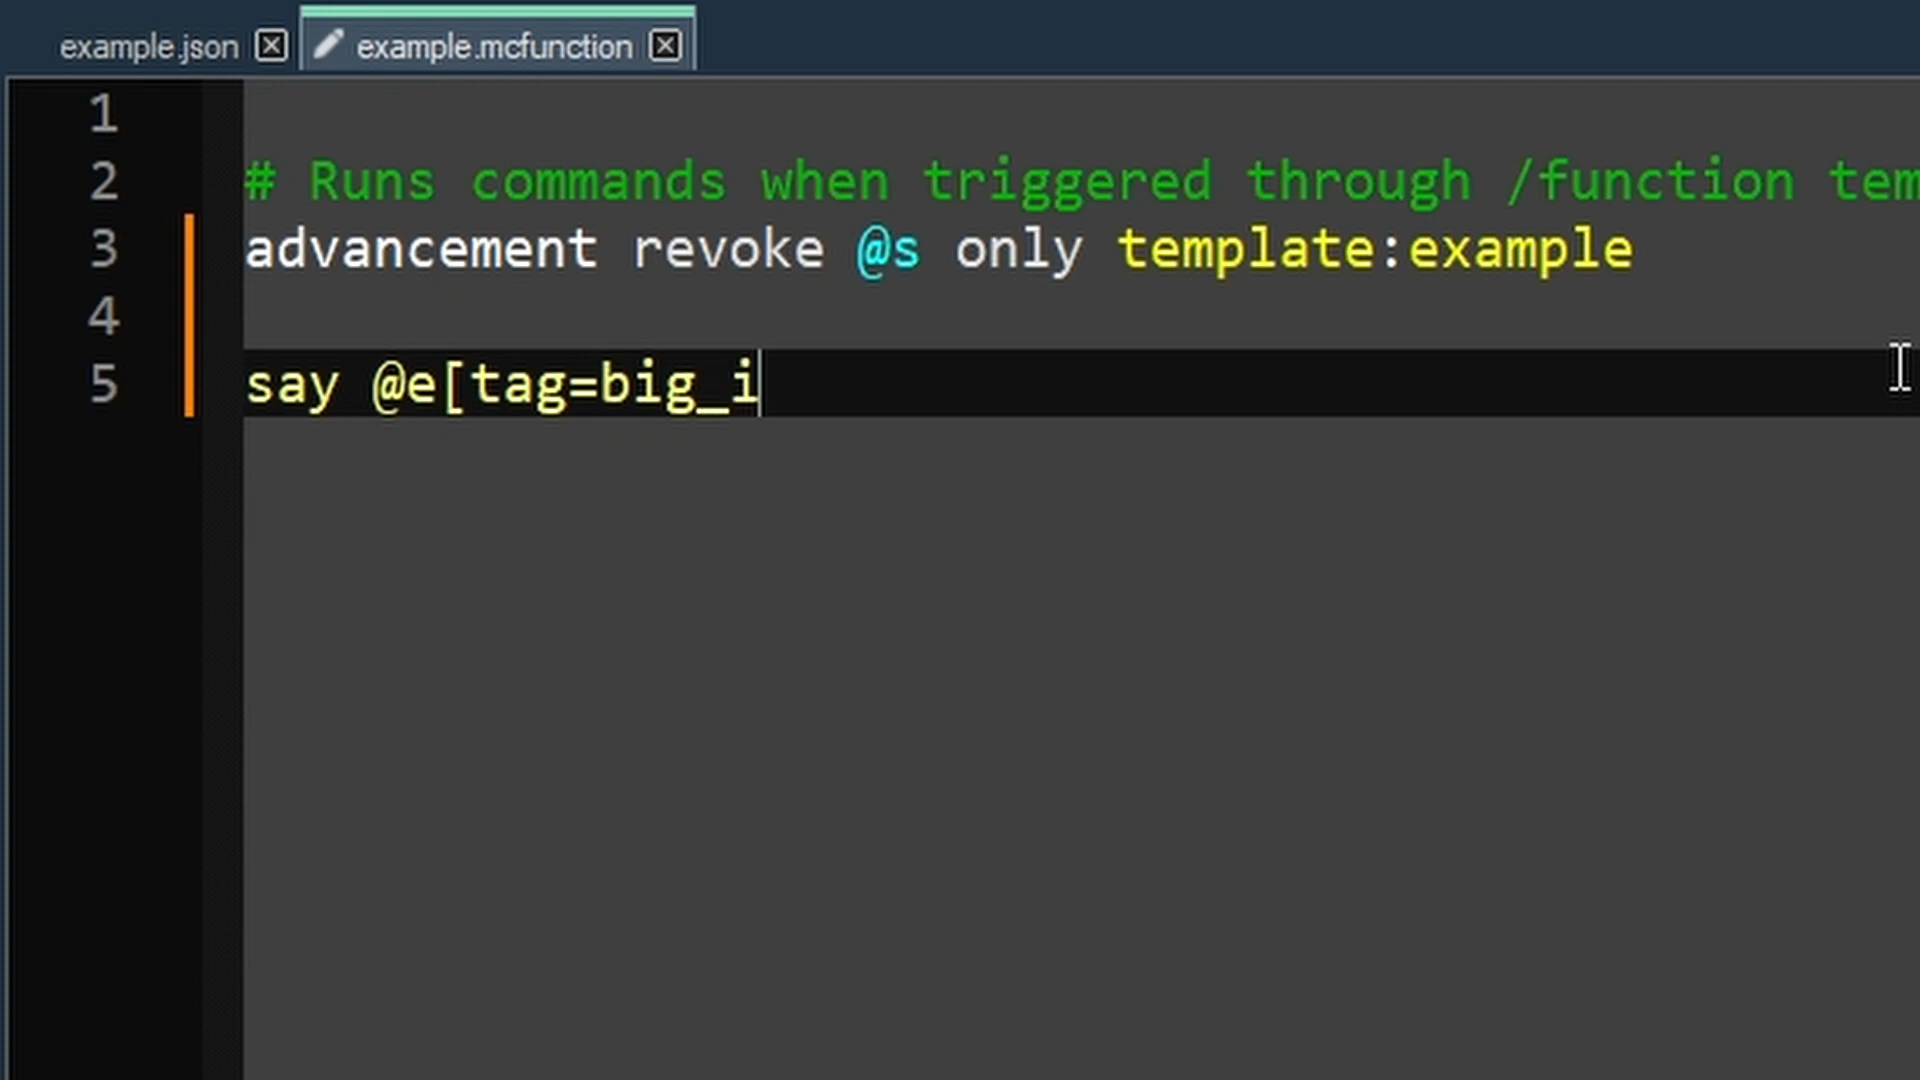 example.json
example.mcfunction
1
2 # Runs commands when triggered through /function tem
3 advancement revoke @s only template:example
4
5 say @e[tag=big_i